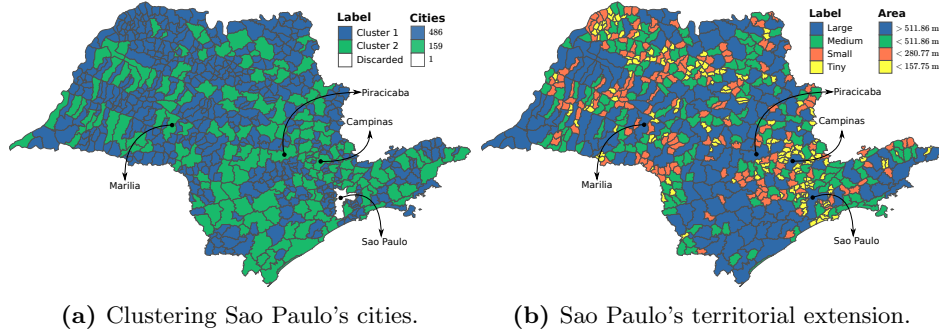 Label
Cities
Cluster 1
486
Cluster 2
159
Discarded
1
Piracicaba
Campinas
Marilia
Sao Paulo
(a) Clustering Sao Paulo's cities.
Label
Area
Large
> 511.86 m
Medium
< 511.86 m
Small
< 280.77 m
Tiny
< 157.75 m
Piracicaba
Campinas
Marilia
Sao Paulo
(b) Sao Paulo's territorial extension.